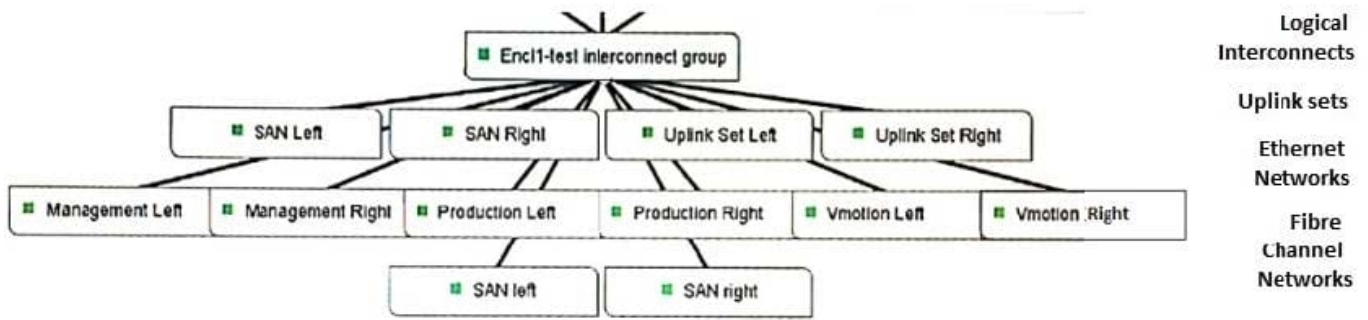 Logical
Interconnects
Encl1-test interconnect group
Uplink sets
SAN Left
SAN Right
Uplink Set Left
Uplink Set Right
Ethernet
Networks
Management Left
Management Right
Production Left
Production Right
Vmotion Left
Vmotion Right
Fibre
Channel
Networks
SAN left
SAN right